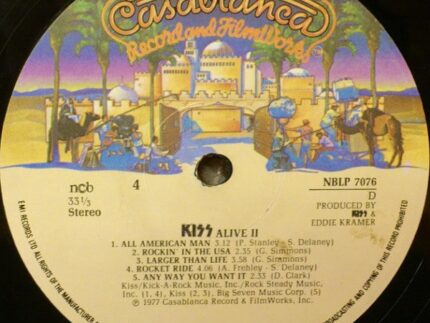 Casablanca
Record and FilmWorks
ncb
4
NBLP 7076
33⅓
D
Stereo
PRODUCED BY
KISS &
EDDIE KRAMER
KISS ALIVE II
1. ALL AMERICAN MAN 3.12 (P. Stanley - S. Delaney)
2. ROCKIN' IN THE USA 2.35 (G. Simmons)
3. LARGER THAN LIFE 3.58 (G. Simmons)
4. ROCKET RIDE 4.06 (A. Frehley - S. Delaney)
5. ANY WAY YOU WANT IT 2.33 (D. Clark)
Kiss/Kick-A-Rock Music, Inc./Rock Steady Music,
Inc. (1, 4), Kiss (2, 3), Big Seven Music Corp. (5)
℗ 1977 Casablanca Record & FilmWorks, Inc.
EMI RECORDS LTD. ALL RIGHTS OF THE MANUFACTURER
BROADCASTING AND COPYING OF THIS RECORD PROHIBITED